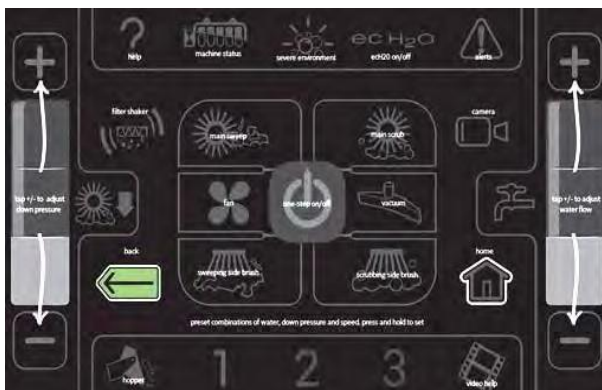 help
machine status
severe environment
ec H2O
ecH20 on/off
alerts
filter shaker
main sweep
main scrub
camera
tap +/- to adjust
down pressure
fan
one-step on/off
vacuum
tap +/- to adjust
water flow
back
sweeping side brush
scrubbing side brush
home
preset combinations of water, down pressure and speed. press and hold to set
hopper
1 2 3
video help